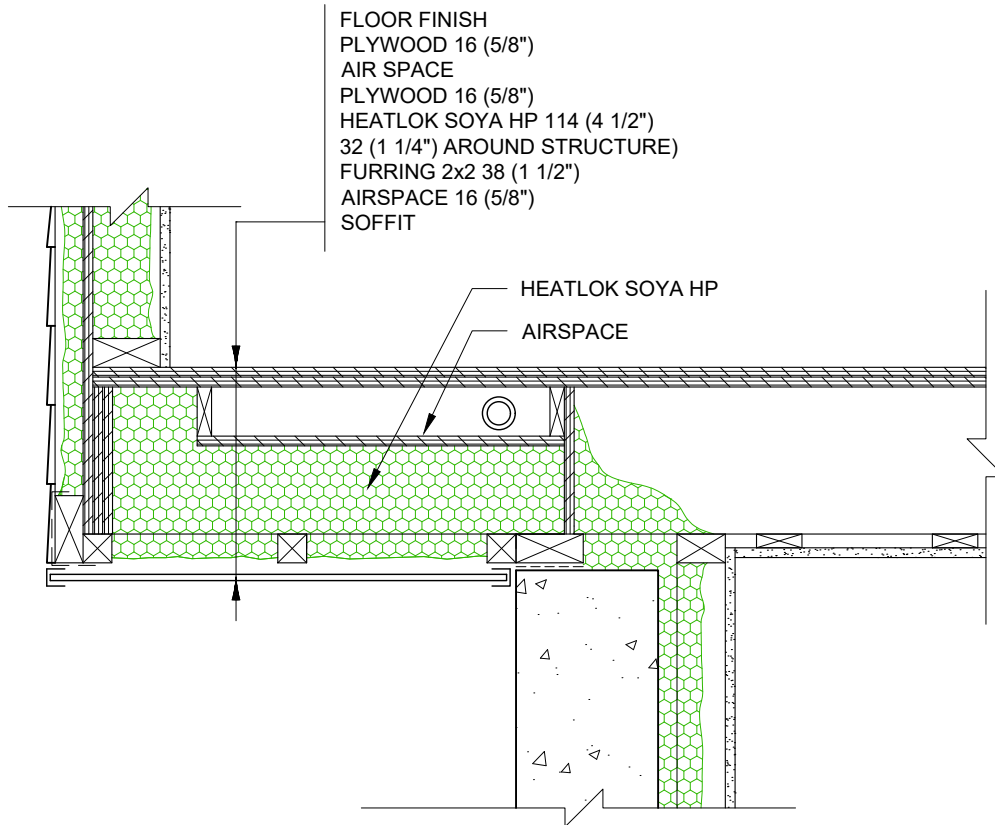 FLOOR FINISH
PLYWOOD 16 (5/8")
AIR SPACE
PLYWOOD 16 (5/8")
HEATLOK SOYA HP 114 (4 1/2")
32 (1 1/4") AROUND STRUCTURE)
FURRING 2x2 38 (1 1/2")
AIRSPACE 16 (5/8")
SOFFIT
HEATLOK SOYA HP
AIRSPACE